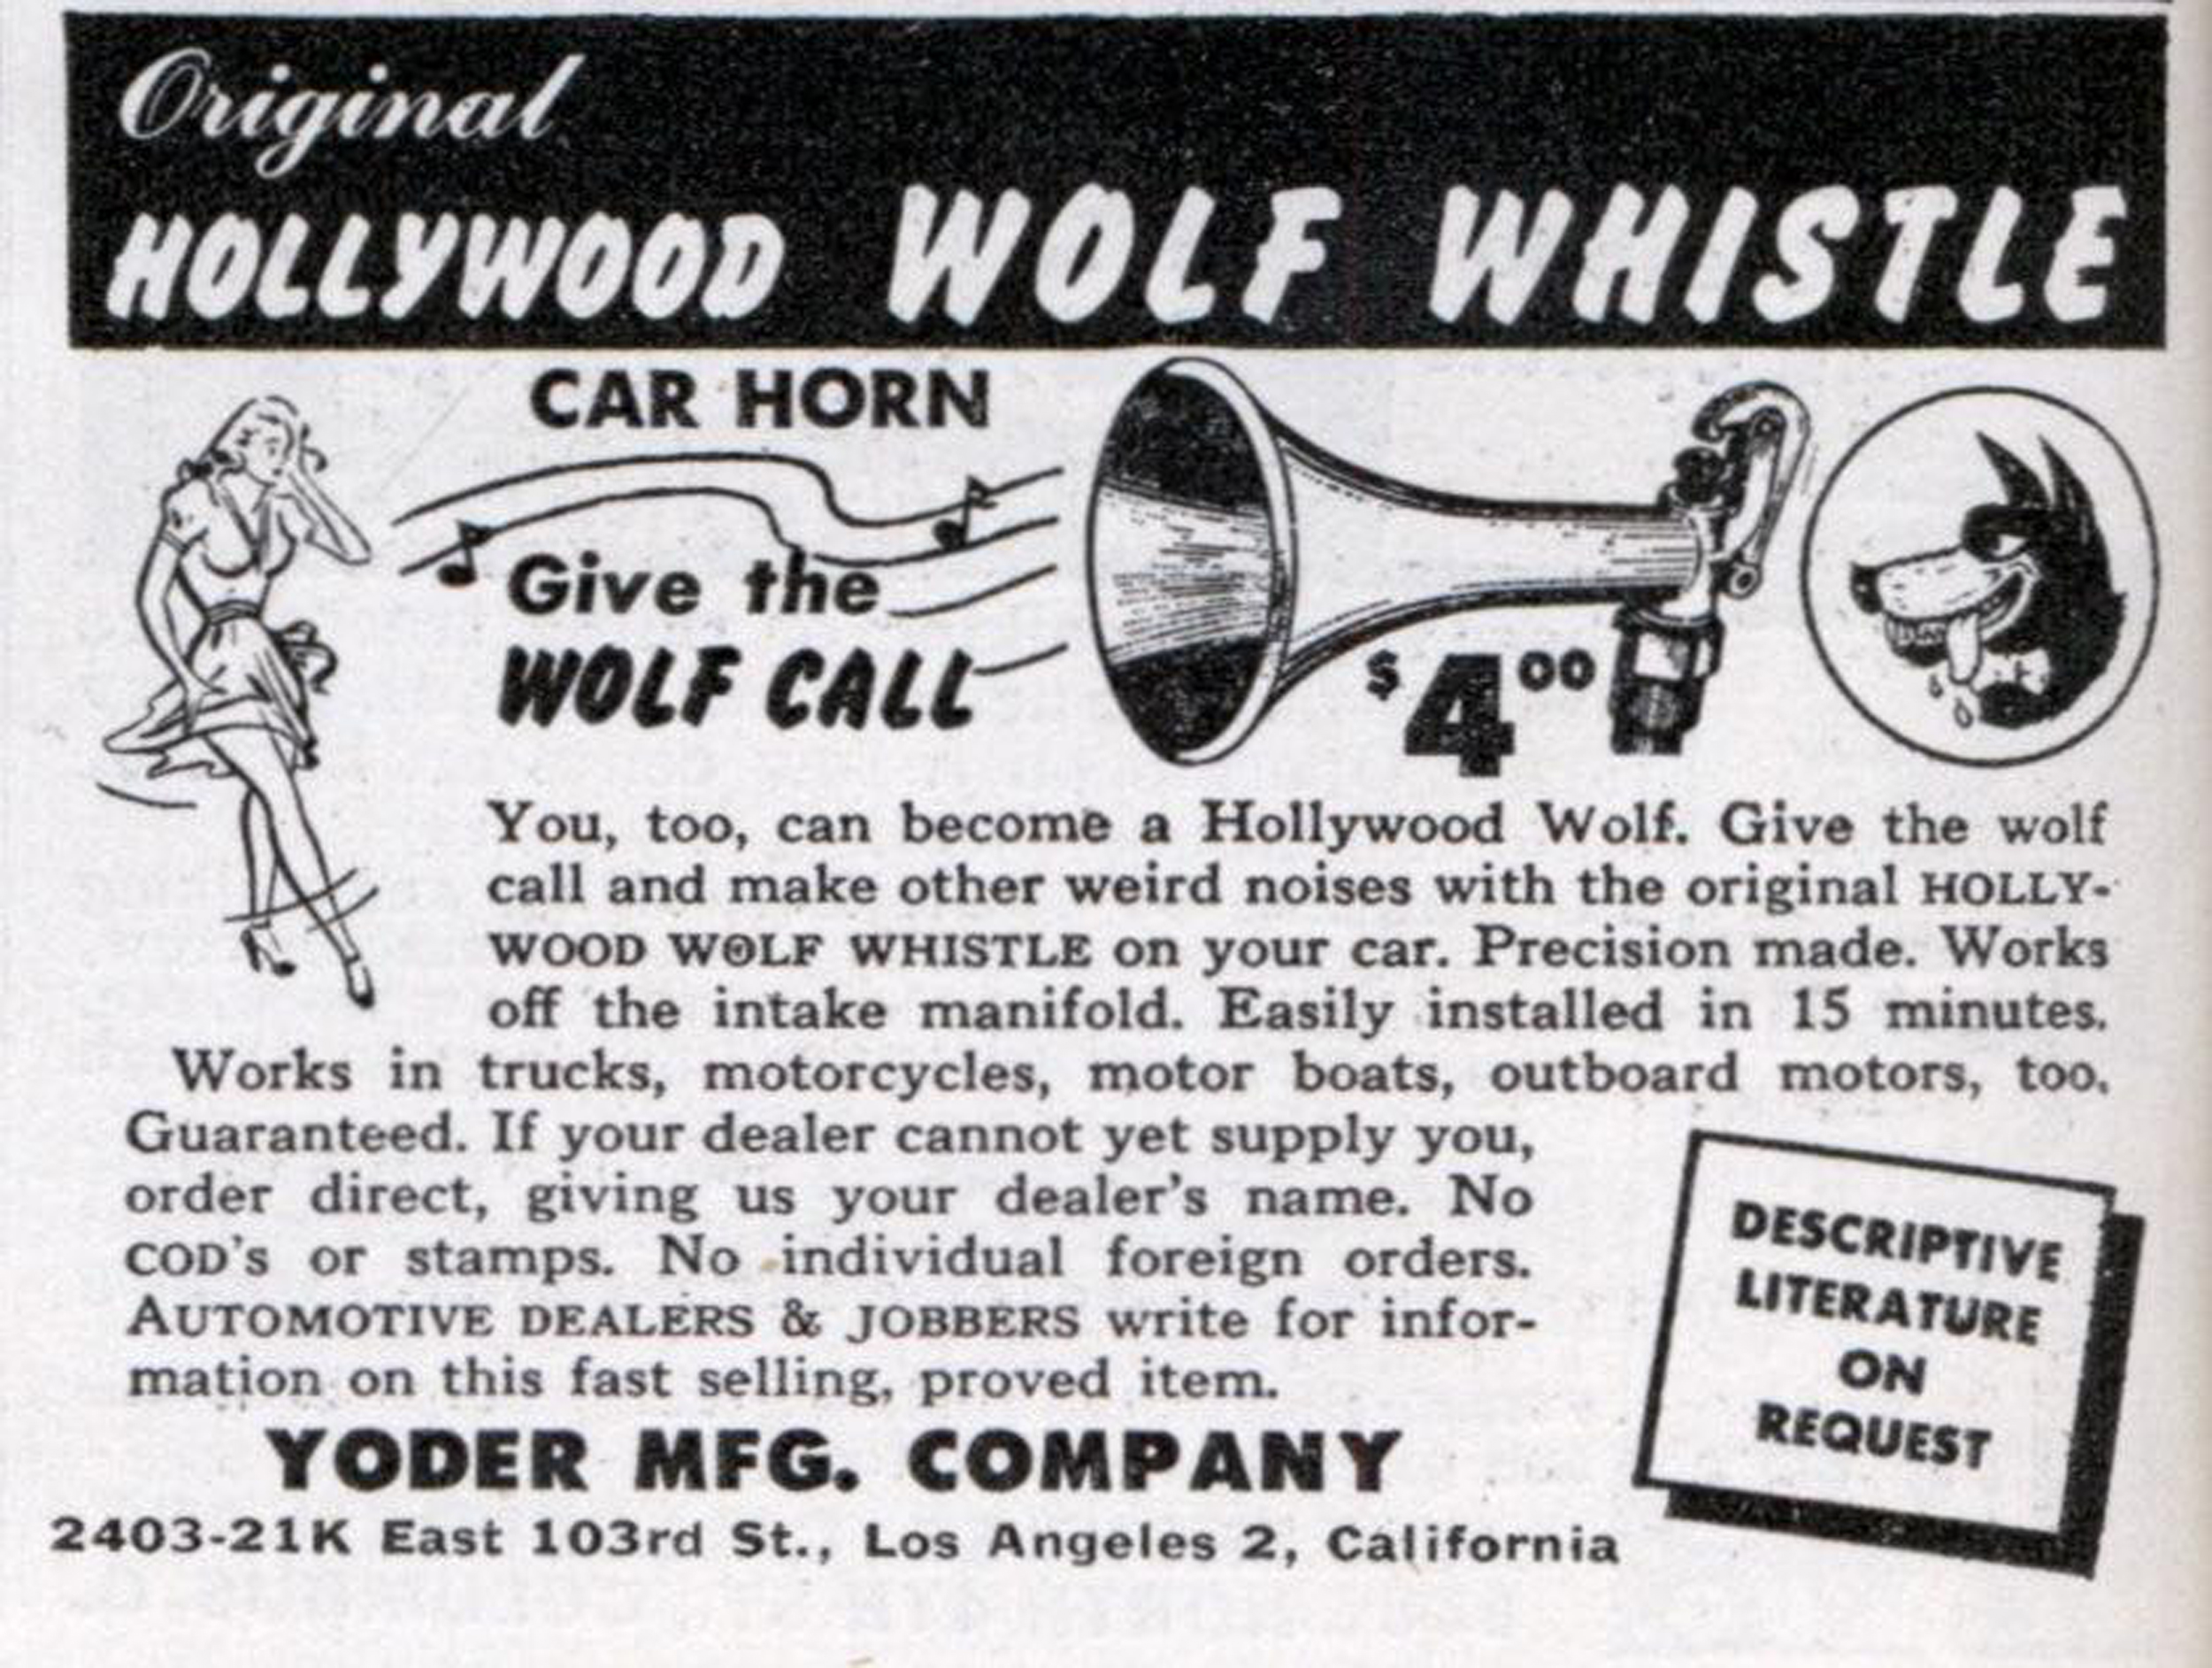 Original
HOLLYWOOD WOLF WHISTLE
CAR HORN
Give the
WOLF CALL
$4.00
You, too, can become a Hollywood Wolf. Give the wolf
call and make other weird noises with the original HOLLY-
WOOD WOLF WHISTLE on your car. Precision made. Works
off the intake manifold. Easily installed in 15 minutes.
Works in trucks, motorcycles, motor boats, outboard motors, too.
Guaranteed. If your dealer cannot yet supply you,
order direct, giving us your dealer's name. No
COD's or stamps. No individual foreign orders.
AUTOMOTIVE DEALERS & JOBBERS write for infor-
mation on this fast selling, proved item.
YODER MFG. COMPANY
2403-21K East 103rd St., Los Angeles 2, California
DESCRIPTIVE
LITERATURE
ON
REQUEST